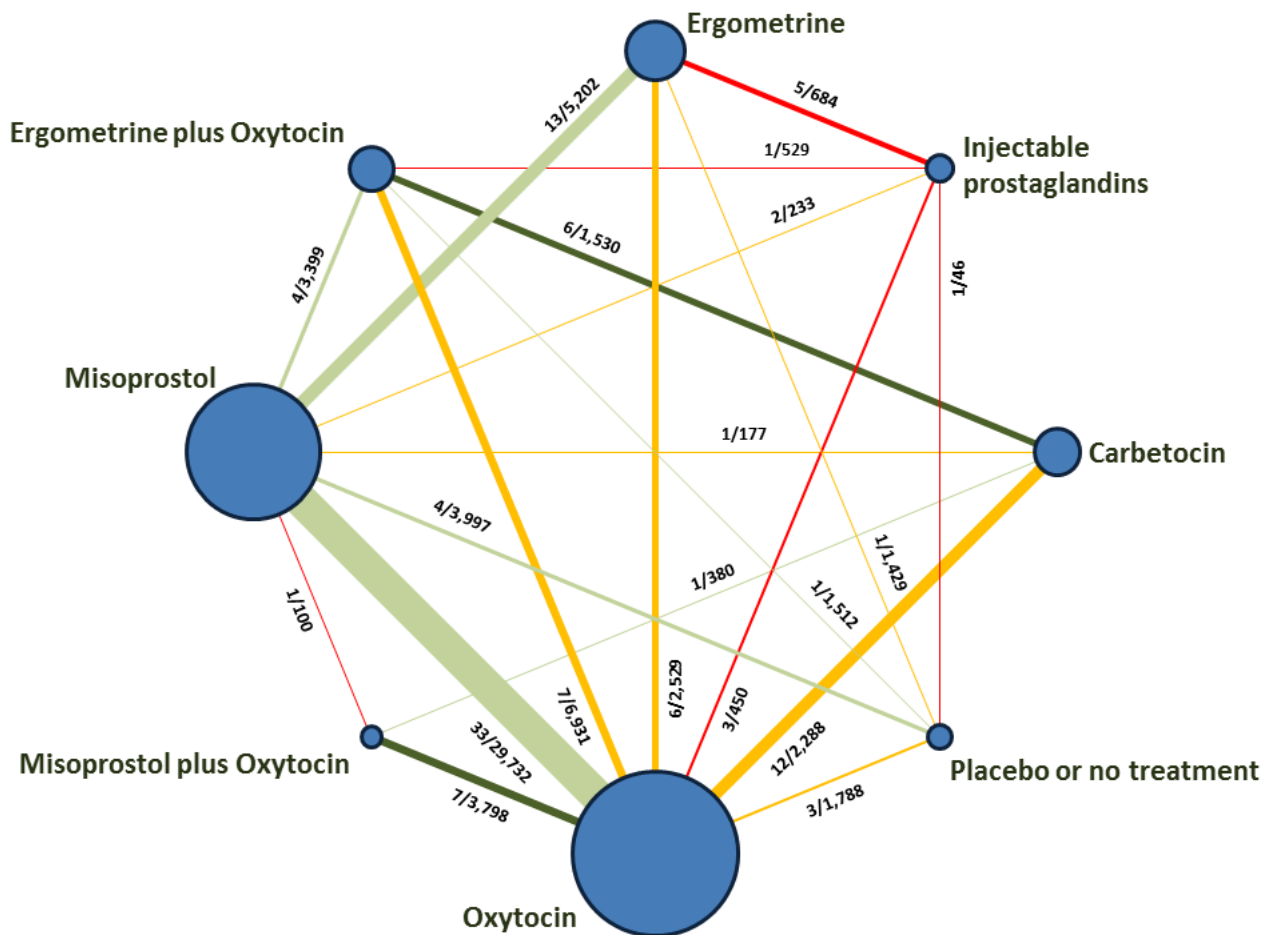 Ergometrine
13/5,202
5/684
Ergometrine plus Oxytocin
1/529
Injectable
prostaglandins
2/233
6/1,530
4/3,399
1/46
Misoprostol
1/177
Carbetocin
4/3,997
1/1,429
1/380
1/1,512
1/100
6/2,529
3/450
7/6,931
33/29,732
12/2,288
Misoprostol plus Oxytocin
Placebo or no treatment
7/3,798
3/1,788
Oxytocin